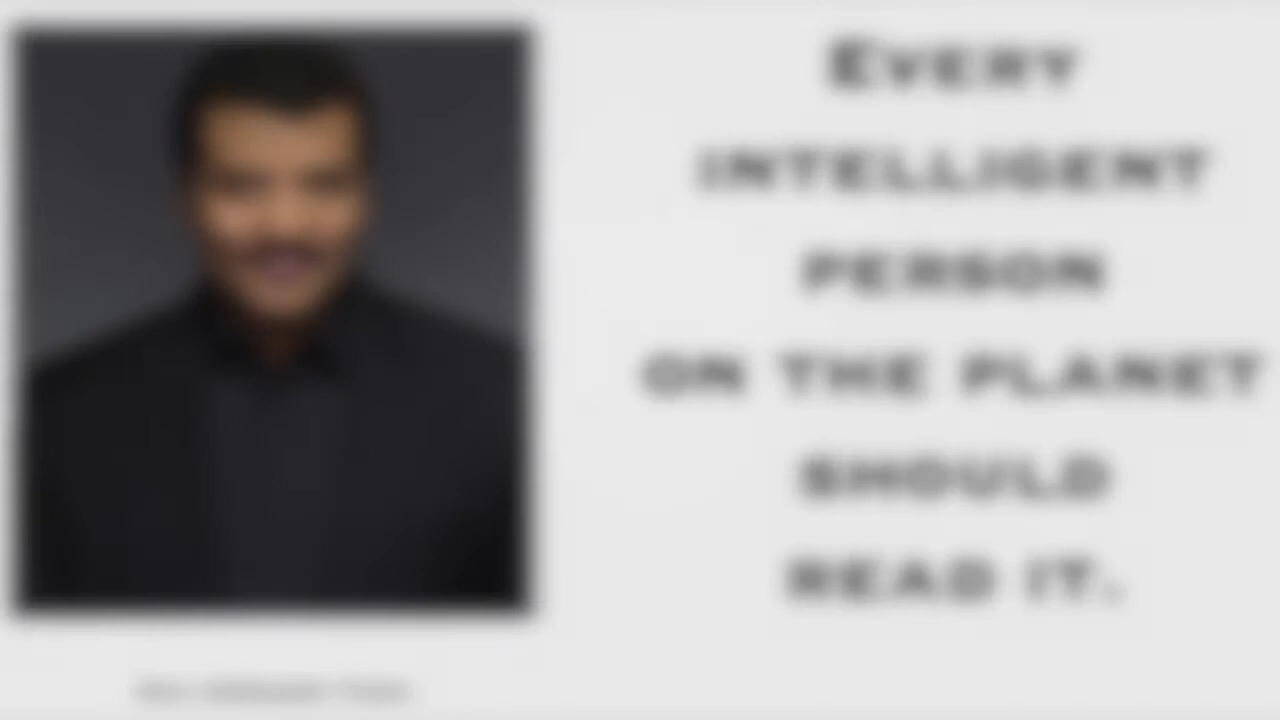 EVERY
INTELLIGENT
PERSON
ON THE PLANET
SHOULD
READ IT.